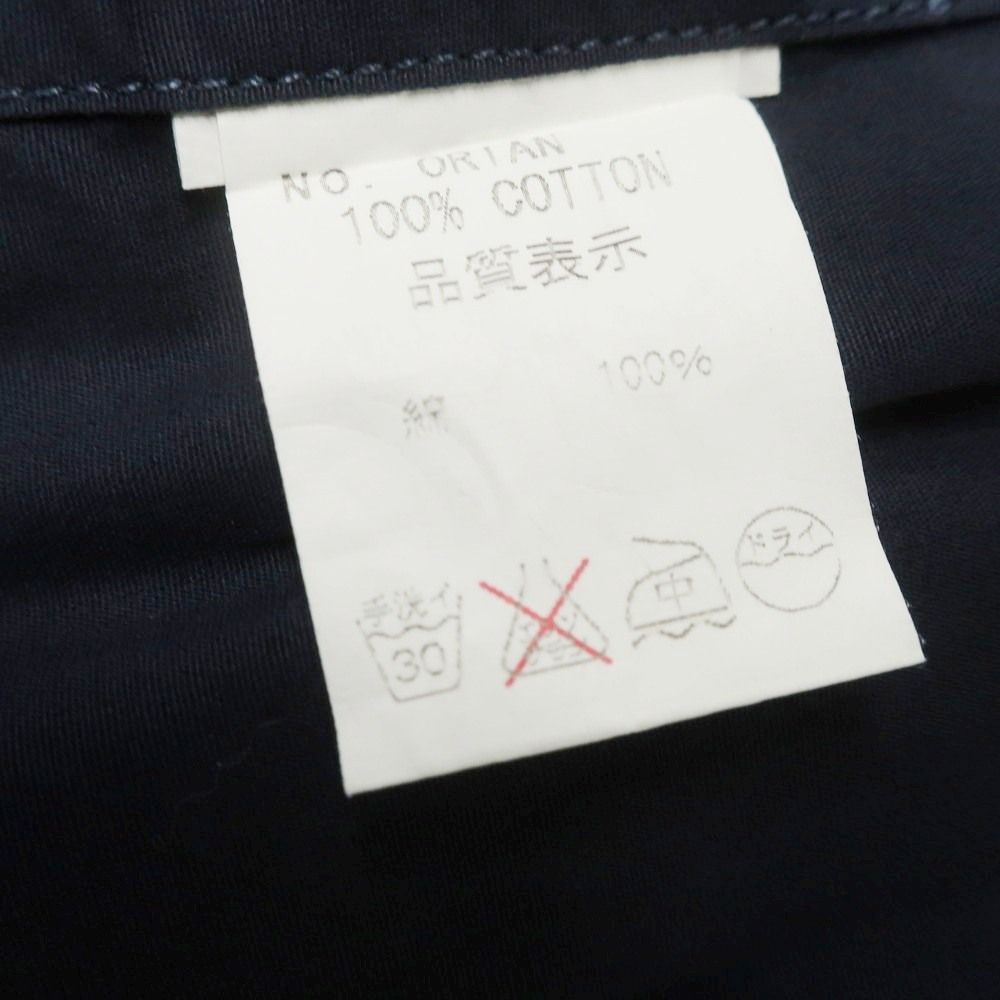 NO. ORIAN
100% COTTON
品質表示
綿 100%
手洗イ
30
中
ドライ